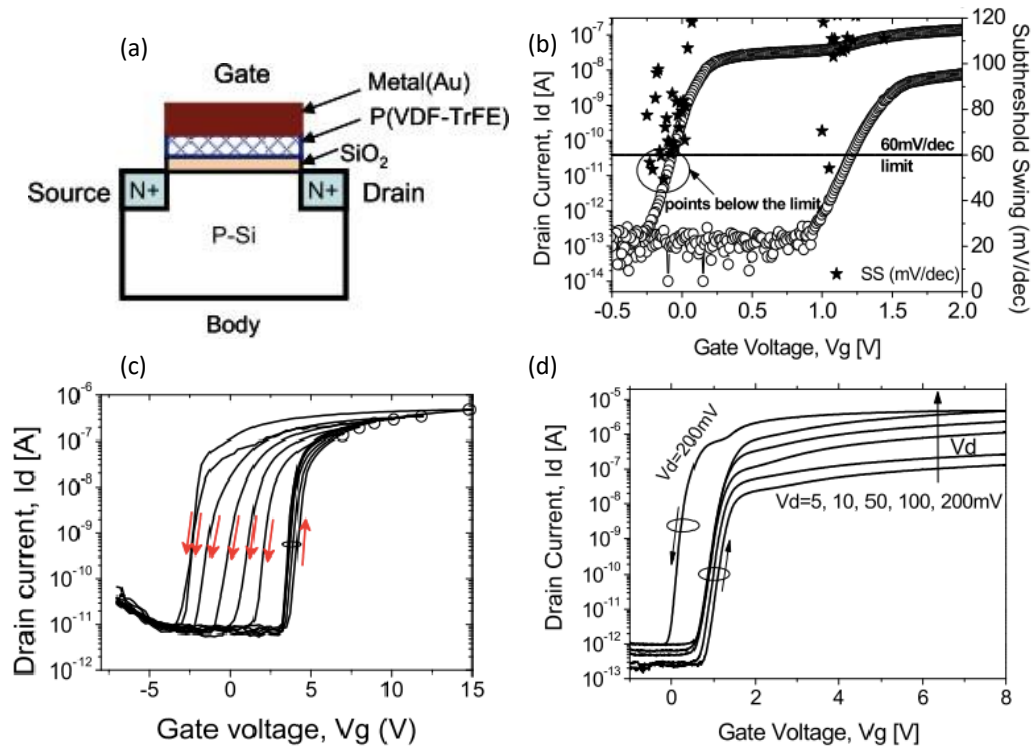 (a)
Gate
Metal(Au)
P(VDF-TrFE)
SiO2
Source
N+
N+
Drain
P-Si
Body
(b)
Drain Current, Id [A]
10-7
10-8
10-9
10-10
10-11
10-12
10-13
10-14
120
100
80
60
40
20
0
Subthreshold Swing (mV/dec)
60mV/dec
limit
points below the limit
SS (mV/dec)
-0.5
0.0
0.5
1.0
1.5
2.0
Gate Voltage, Vg [V]
(c)
Drain current, Id [A]
10-6
10-7
10-8
10-9
10-10
10-11
10-12
-5
0
5
10
15
Gate voltage, Vg (V)
(d)
Drain Current, Id [A]
10-5
10-6
10-7
10-8
10-9
10-10
10-11
10-12
10-13
Vd=200mV
Vd
Vd=5, 10, 50, 100, 200mV
0
2
4
6
8
Gate Voltage, Vg [V]